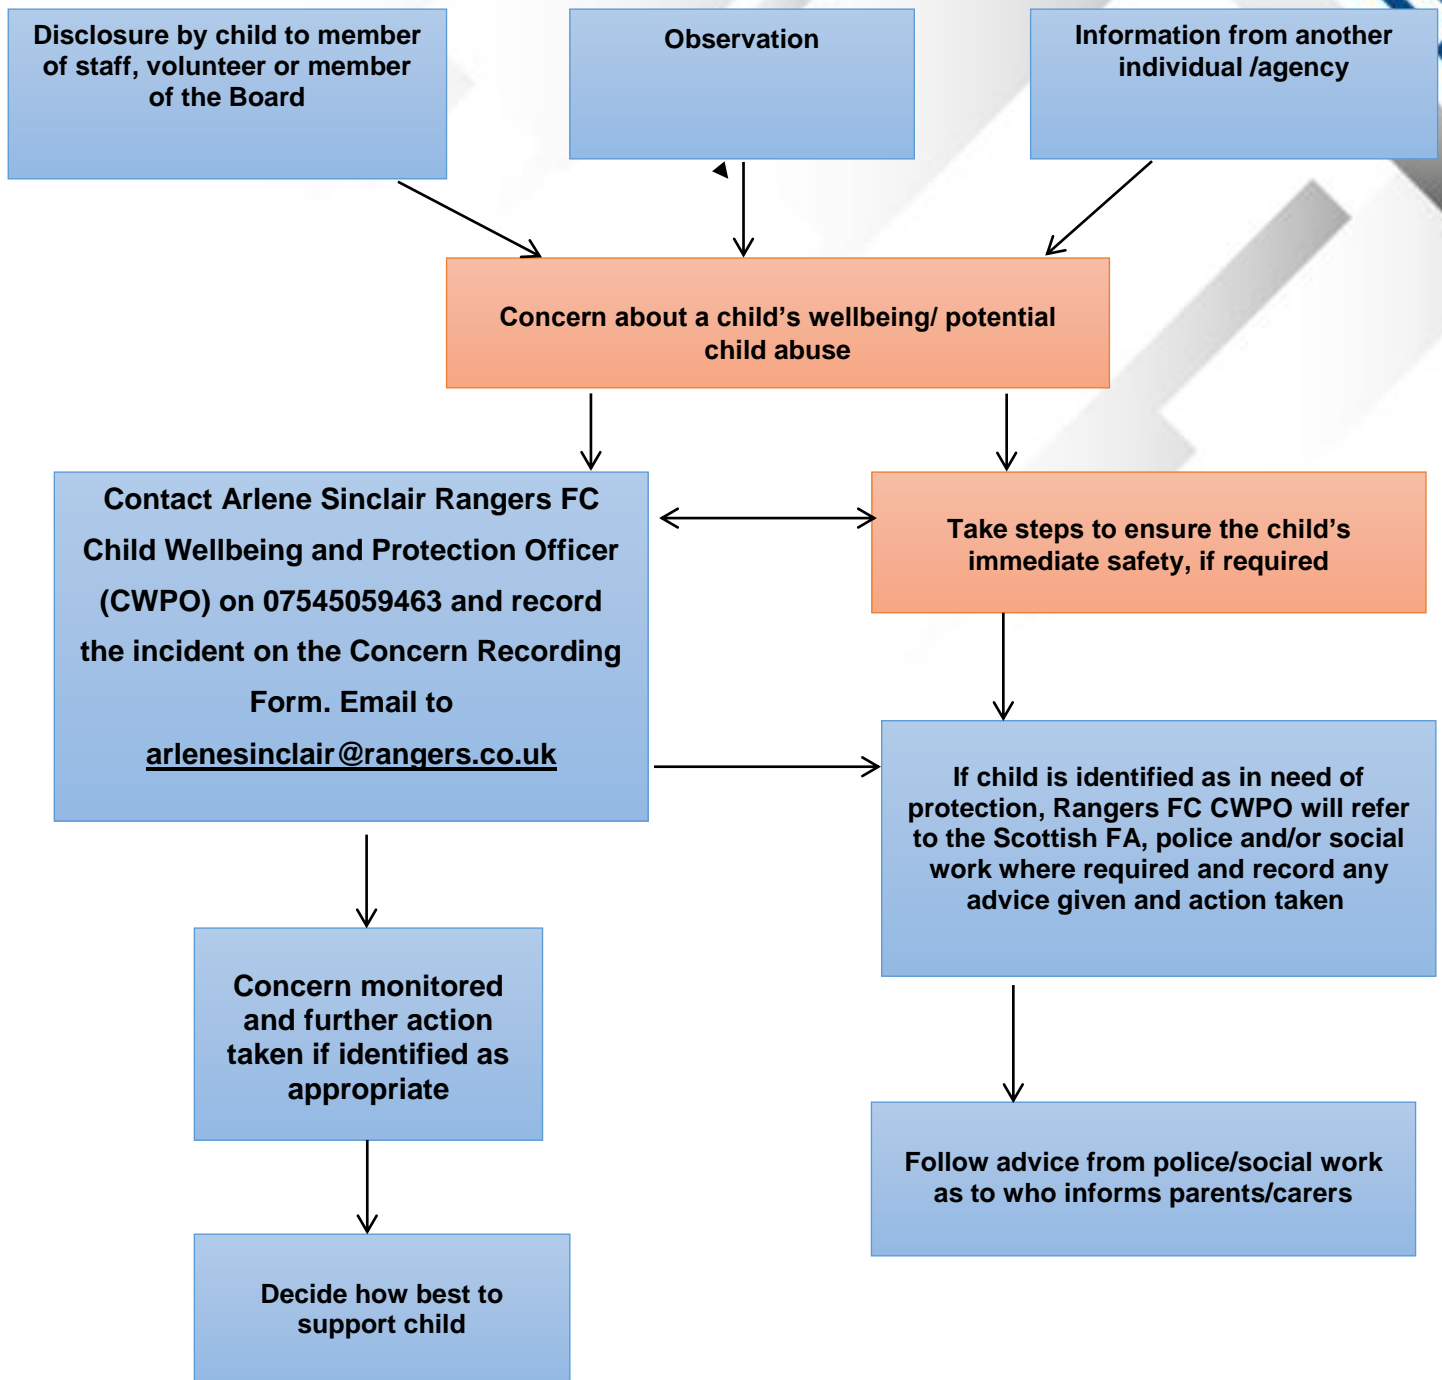 Disclosure by child to member
of staff, volunteer or member
of the Board
Observation
Information from another
individual /agency
Concern about a child’s wellbeing/ potential
child abuse
Contact Arlene Sinclair Rangers FC
Child Wellbeing and Protection Officer
(CWPO) on 07545059463 and record
the incident on the Concern Recording
Form. Email to
arlenesinclair@rangers.co.uk
Take steps to ensure the child’s
immediate safety, if required
If child is identified as in need of
protection, Rangers FC CWPO will refer
to the Scottish FA, police and/or social
work where required and record any
advice given and action taken
Concern monitored
and further action
taken if identified as
appropriate
Follow advice from police/social work
as to who informs parents/carers
Decide how best to
support child